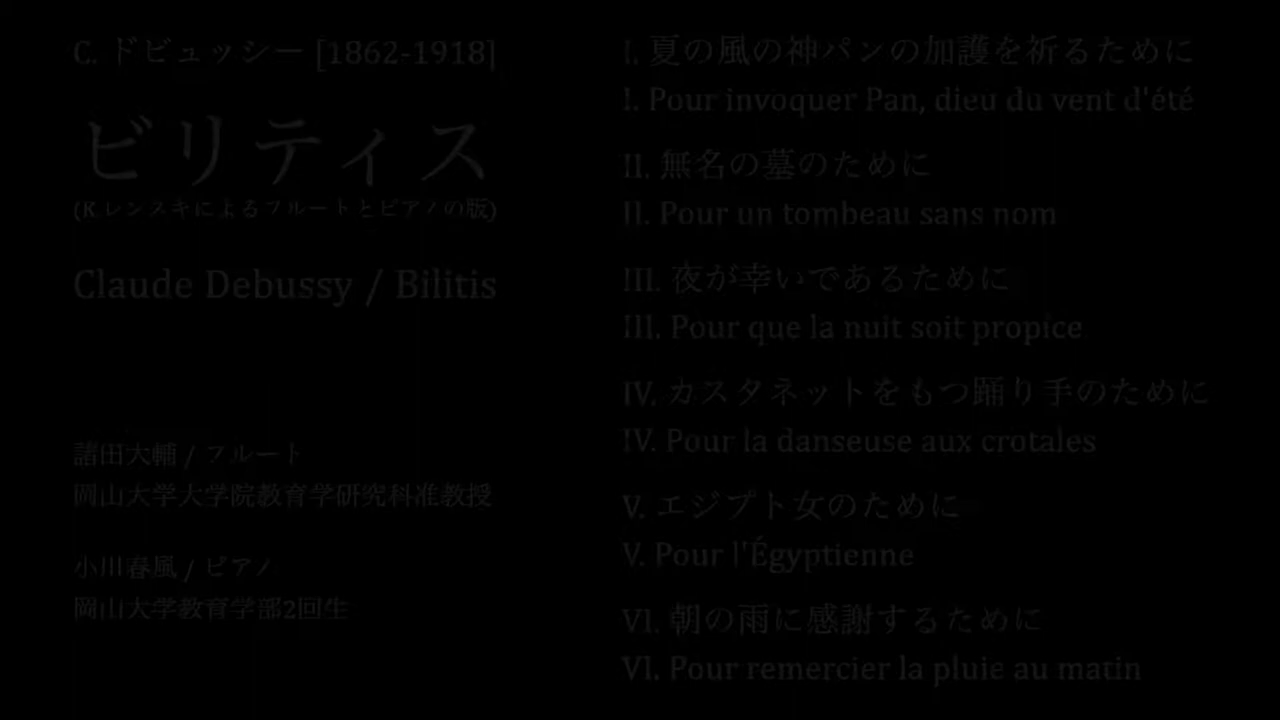 C. ドビュッシー [1862-1918]
ビリティス
(K.レンスキによるフルートとピアノの版)
Claude Debussy / Bilitis
諸田大輔 / フルート
岡山大学大学院教育学研究科准教授
小川春風 / ピアノ
岡山大学教育学部2回生
I. 夏の風の神パンの加護を祈るために
I. Pour invoquer Pan, dieu du vent d'été
II. 無名の墓のために
II. Pour un tombeau sans nom
III. 夜が幸いであるために
III. Pour que la nuit soit propice
IV. カスタネットをもつ踊り手のために
IV. Pour la danseuse aux crotales
V. エジプト女のために
V. Pour l'Égyptienne
VI. 朝の雨に感謝するために
VI. Pour remercier la pluie au matin